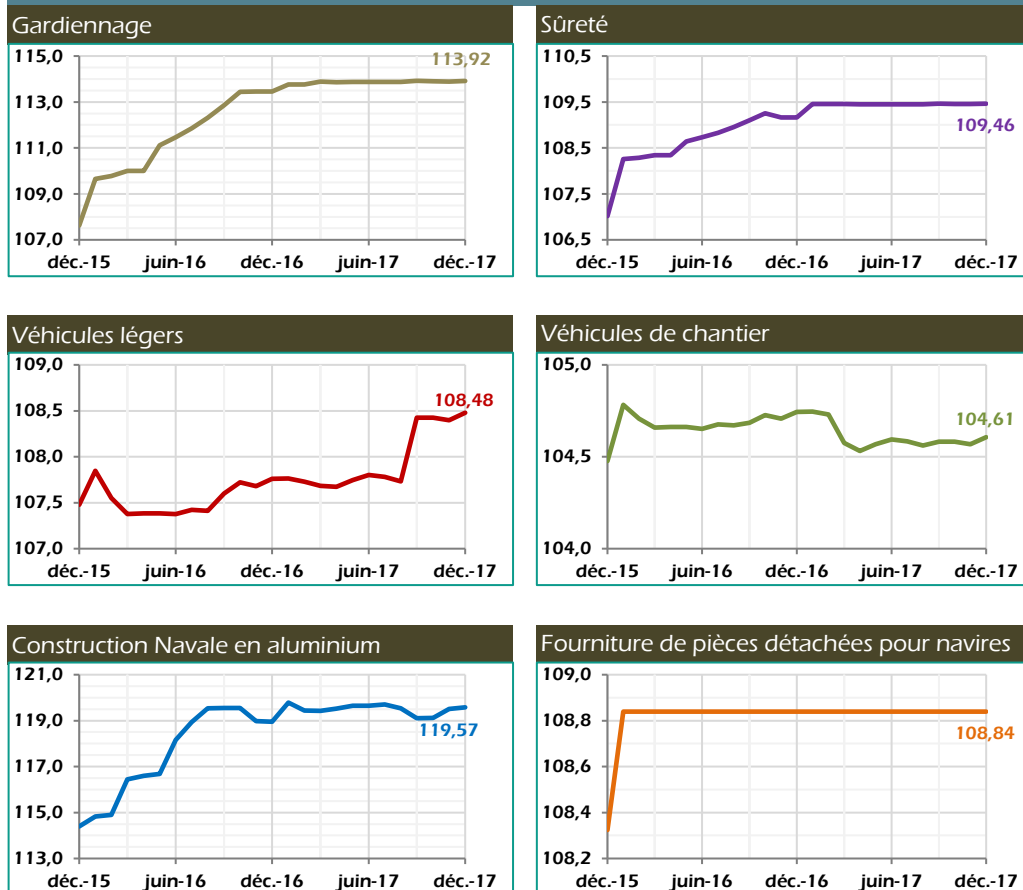 Gardiennage
115,0
113,0
111,0
109,0
107,0
113,92
déc.-15 juin-16 déc.-16 juin-17 déc.-17
Sûreté
110,5
109,5
108,5
107,5
106,5
109,46
déc.-15 juin-16 déc.-16 juin-17 déc.-17
Véhicules légers
109,0
108,5
108,0
107,5
107,0
108,48
déc.-15 juin-16 déc.-16 juin-17 déc.-17
Véhicules de chantier
105,0
104,5
104,0
104,61
déc.-15 juin-16 déc.-16 juin-17 déc.-17
Construction Navale en aluminium
121,0
119,0
117,0
115,0
113,0
119,57
déc.-15 juin-16 déc.-16 juin-17 déc.-17
Fourniture de pièces détachées pour navires
109,0
108,8
108,6
108,4
108,2
108,84
déc.-15 juin-16 déc.-16 juin-17 déc.-17